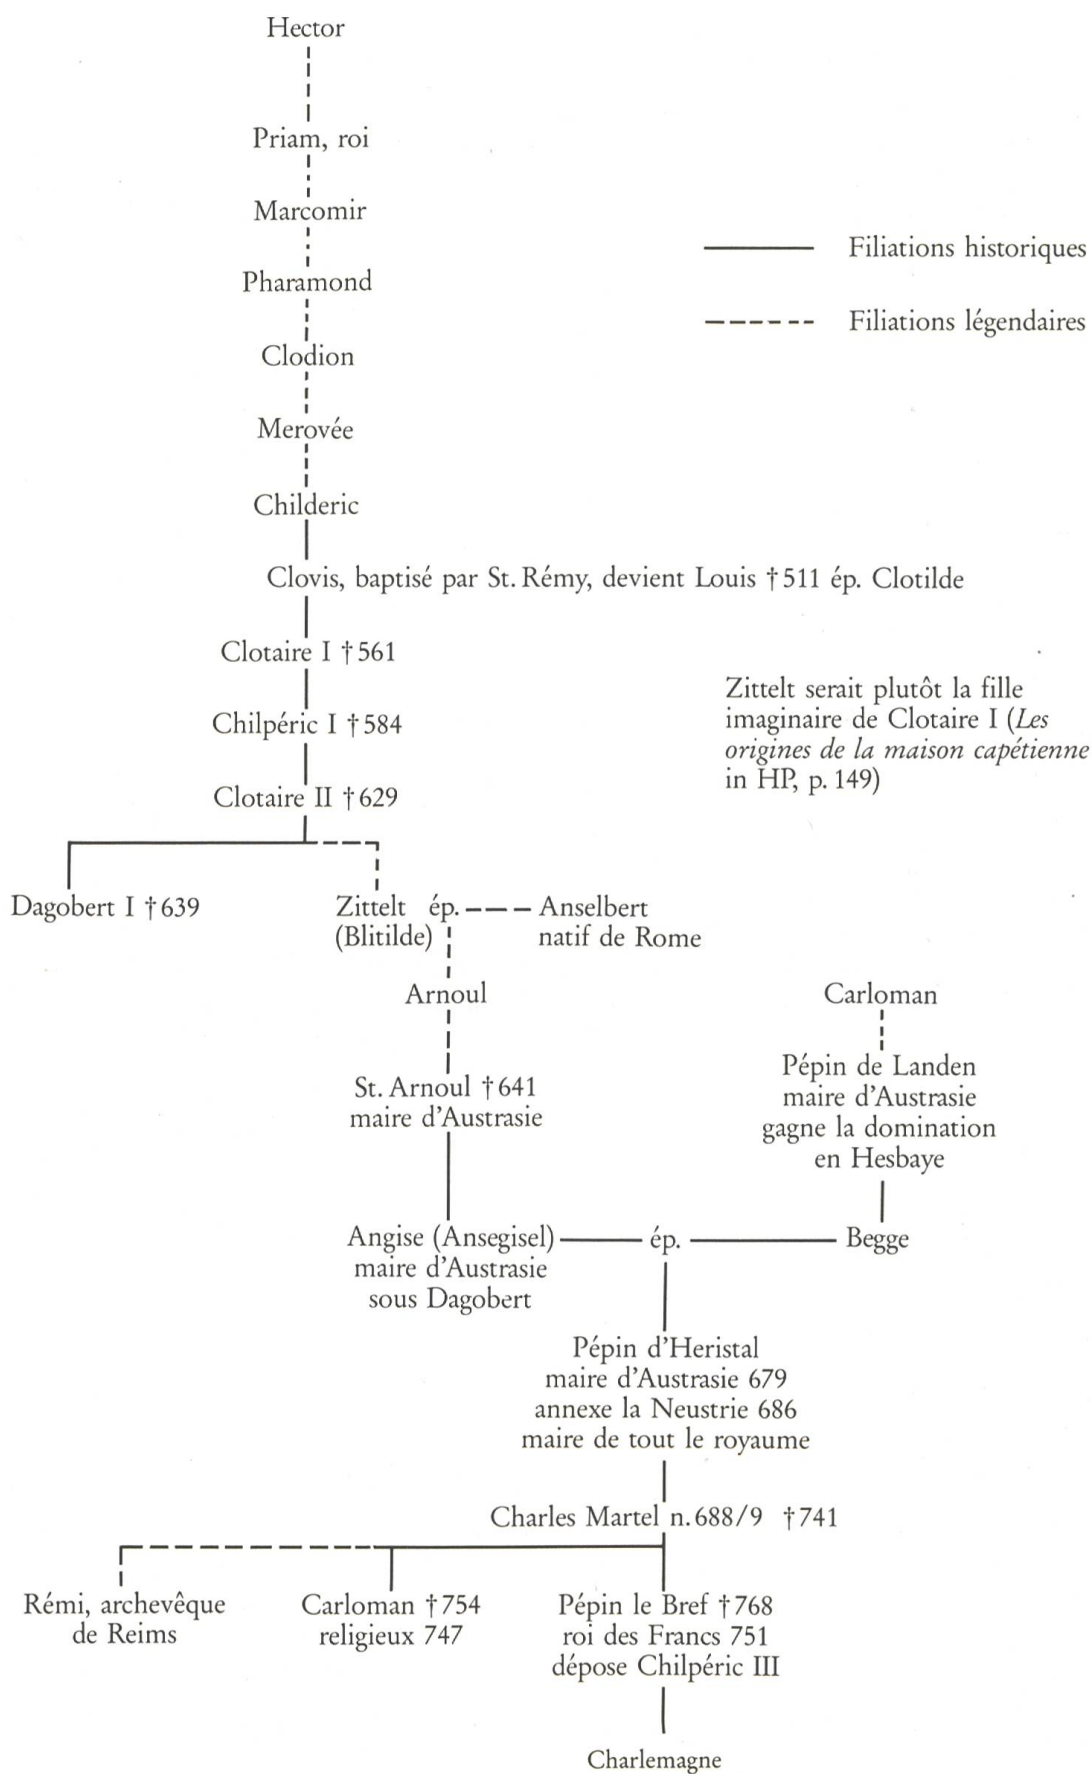 Hector
Priam, roi
Marcomir
Filiations historiques
Pharamond
Filiations légendaires
Clodion
Merovée
Childeric
Clovis, baptisé par St. Rémy, devient Louis †511 ép. Clotilde
Clotaire I †561
Zittelt serait plutôt la fille
imaginaire de Clotaire I (Les
origines de la maison capétienne
in HP, p. 149)
Chilpéric I †584
Clotaire II †629
Dagobert I †639
Zittelt ép.
(Blitilde)
Anselbert
natif de Rome
Arnoul
Carloman
St. Arnoul †641
maire d'Austrasie
Pépin de Landen
maire d'Austrasie
gagne la domination
en Hesbaye
Angise (Ansegisel)
maire d'Austrasie
sous Dagobert
ép.
Begge
Pépin d'Heristal
maire d'Austrasie 679
annexe la Neustrie 686
maire de tout le royaume
Charles Martel n. 688/9 †741
Rémi, archevêque
de Reims
Carloman †754
religieux 747
Pépin le Bref †768
roi des Francs 751
dépose Chilpéric III
Charlemagne